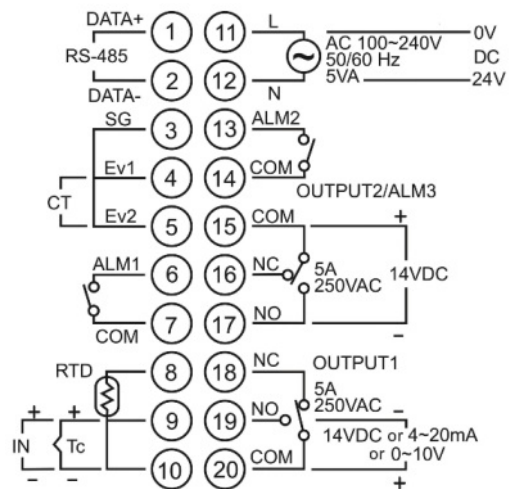 DATA+ 1 11 L AC 100~240V 0V
RS-485 50/60 Hz DC
2 12 N 5VA 24V
DATA-
SG 3 13 ALM2
Ev1 4 14 COM
CT OUTPUT2/ALM3
Ev2 5 15 COM +
ALM1 6 16 NC 5A 14VDC
250VAC
7 17 NO -
COM
RTD 8 18 NC OUTPUT1
5A
+ + 9 19 NO 250VAC -
IN Tc 14VDC or 4~20mA
or 0~10V
- - 10 20 COM +